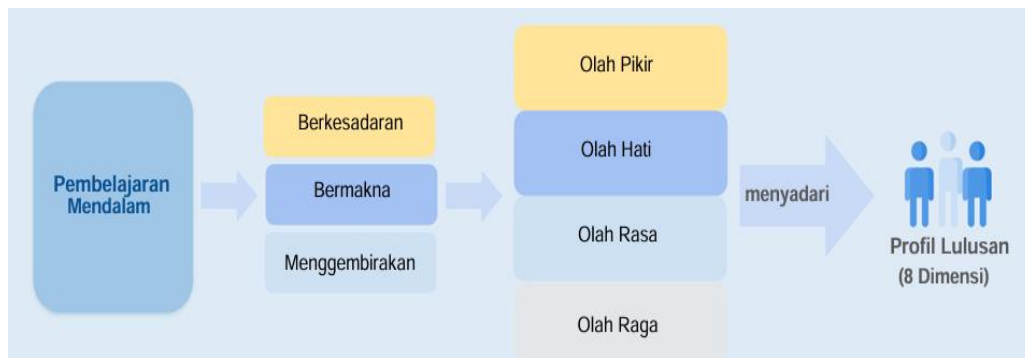 Pembelajaran
Mendalam
Berkesadaran
Bermakna
Menggembirakan
Olah Pikir
Olah Hati
Olah Rasa
Olah Raga
menyadari
Profil Lulusan
(8 Dimensi)